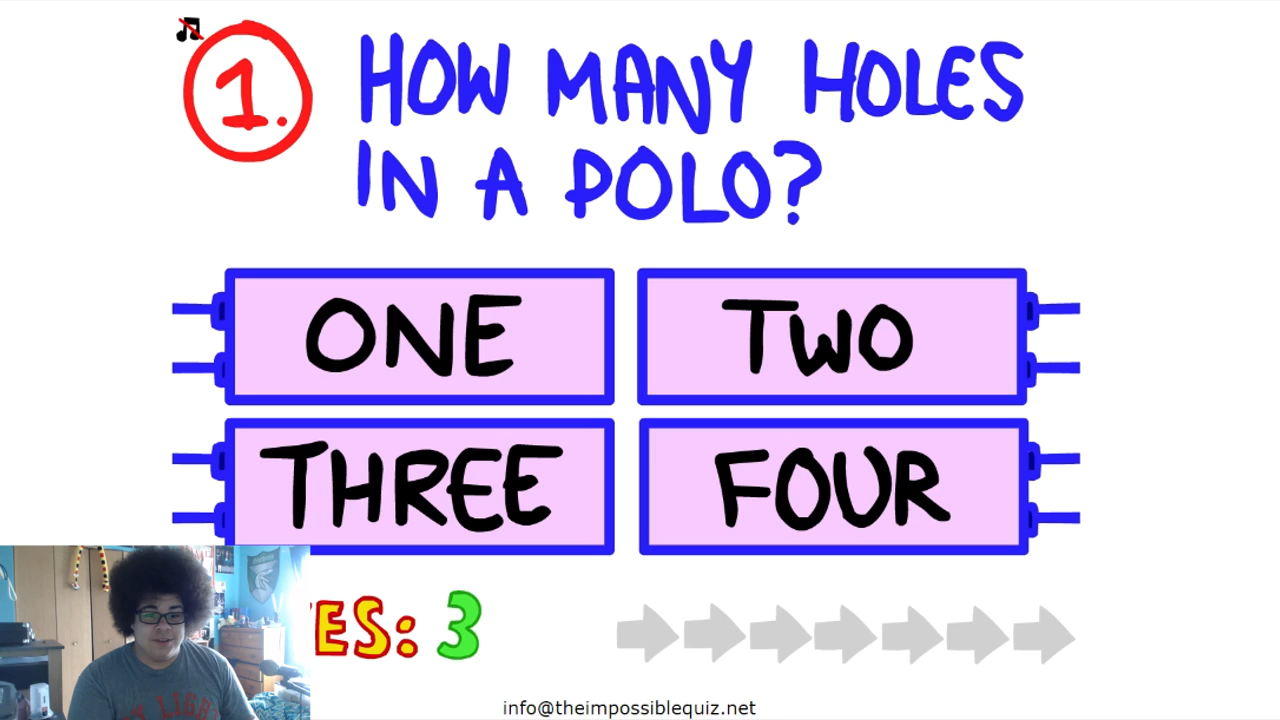 1. HOW MANY HOLES
IN A POLO?
ONE
TWO
THREE
FOUR
ES: 3
info@theimpossiblequiz.net